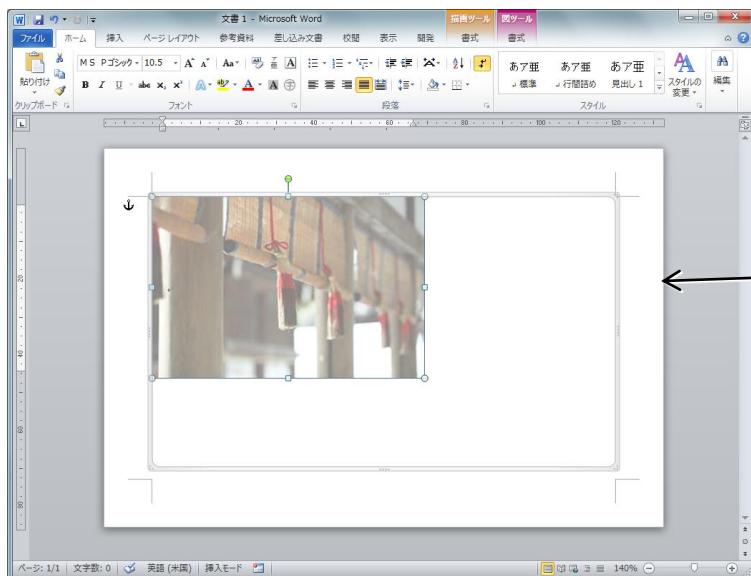 文書 1 - Microsoft Word
描画ツール 図ツール
ファイル ホーム 挿入 ページ レイアウト 参考資料 差し込み文書 校閲 表示 開発 書式 書式
貼り付け
クリップボード
ＭＳ Ｐゴシック 10.5 A A Aa
B I U abc x₂ x² A ab A A 字
フォント
段落
あア亜 あア亜 あア亜
標準 行間詰め 見出し 1
スタイルの
変更
スタイル
編集
20 40 60 80 100 120
20
40
60
80
ページ: 1/1 文字数: 0 英語 (米国) 挿入モード 140%